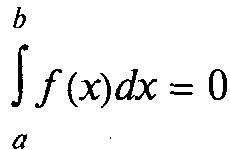 b
∫ f(x)dx = 0
a